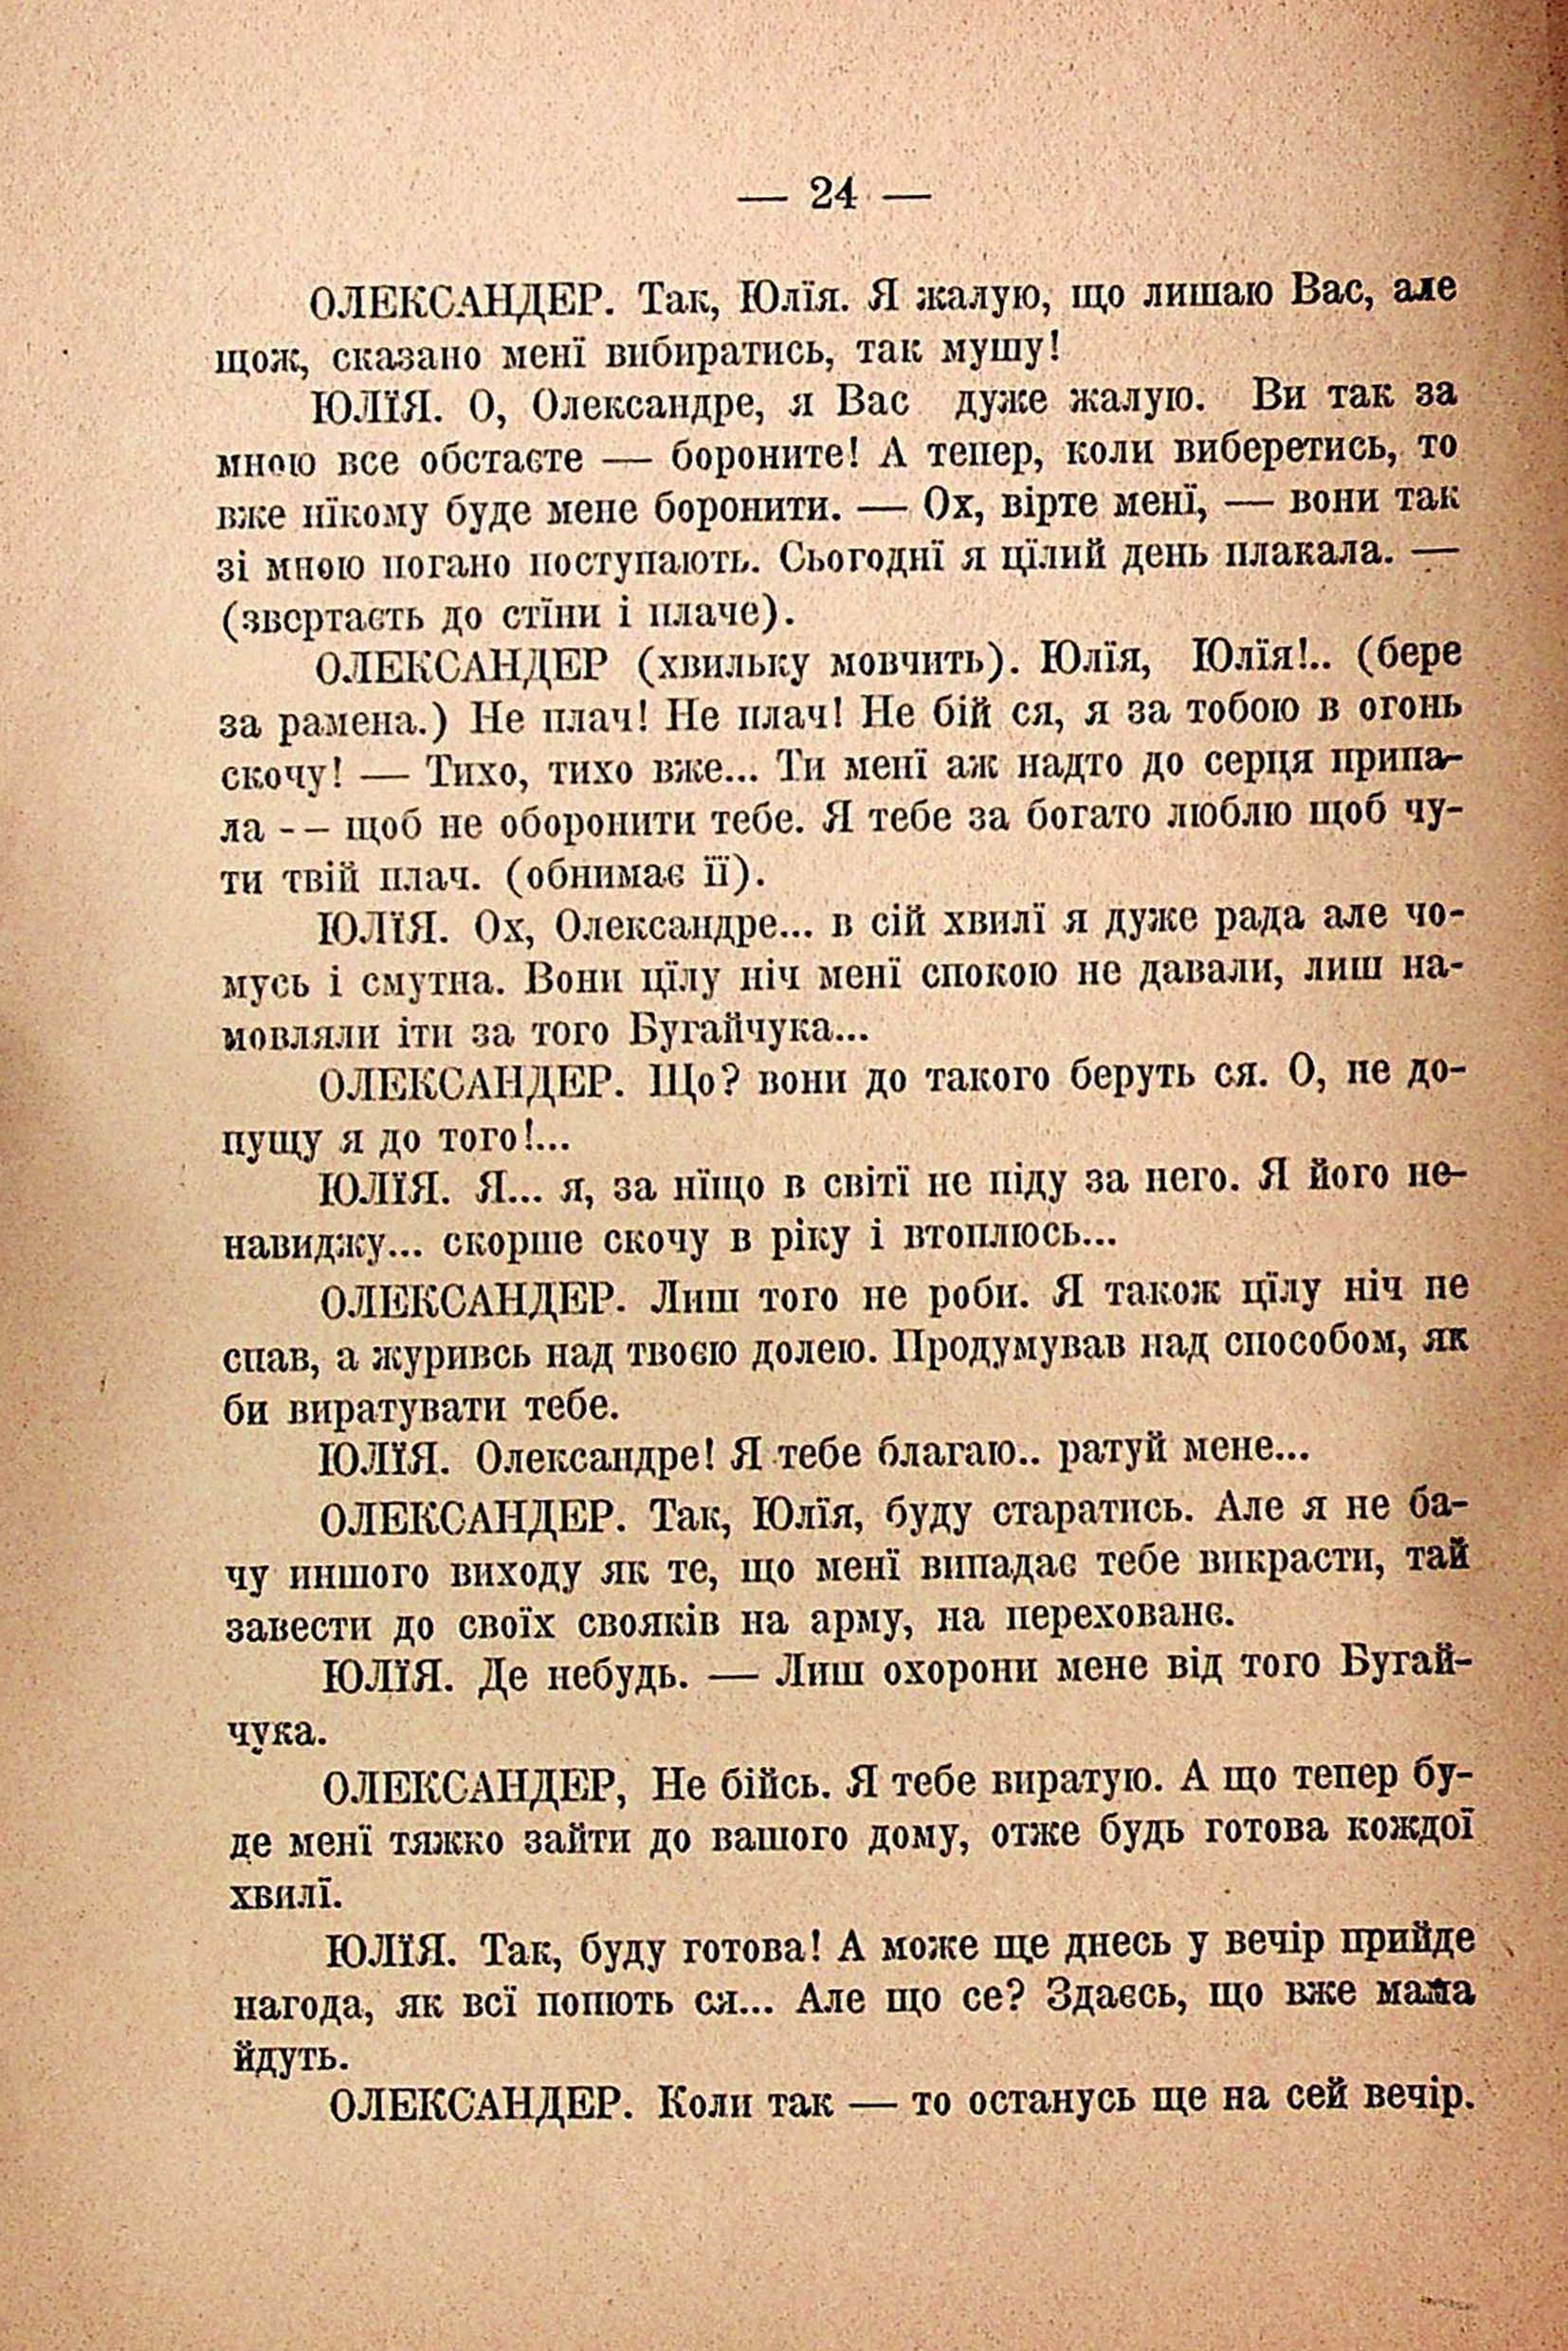 — 24 —
ОЛЕКСАНДЕР. Так, Юлїя. Я жалую, що лишаю Вас, але
щож, сказано мені вибиратись, так мушу!
ЮЛЇЯ. О, Олександре, я Вас дуже жалую. Ви так за
мною все обстаєте — бороните! А тепер, коли виберетись, то
вже нїкому буде мене боронити. — Ох, вірте мені, — вони так
зі мною погано поступають. Сьогоднї я цїлий день плакала. —
(звертаєть до стїни і плаче).
ОЛЕКСАНДЕР (хвильку мовчить). Юлїя, Юлїя!.. (бере
за рамена.) Не плач! Не плач! Не бій ся, я за тобою в огонь
скочу! — Тихо, тихо вже... Ти менї аж надто до серця припа-
ла -– щоб не оборонити тебе. Я тебе за богато люблю щоб чу-
ти твій плач. (обнимає її).
ЮЛЇЯ. Ох, Олександре... в сій хвилї я дуже рада але чо-
мусь і смутна. Вони цїлу ніч менї спокою не давали, лиш на-
мовляли іти за того Бугайчука...
ОЛЕКСАНДЕР. Що? вони до такого беруть ся. О, не до-
пущу я до того!...
ЮЛЇЯ. Я... я, за нїщо в світї не піду за него. Я його не-
навиджу... скорше скочу в ріку і втоплюсь...
ОЛЕКСАНДЕР. Лиш того не роби. Я також цїлу ніч не
спав, а журивсь над твоєю долею. Продумував над способом, як
би виратувати тебе.
ЮЛЇЯ. Олександре! Я тебе благаю.. ратуй мене...
ОЛЕКСАНДЕР. Так, Юлїя, буду старатись. Але я не ба-
чу иншого виходу як те, що менї випадає тебе викрасти, тай
завести до своїх свояків на арму, на перехованє.
ЮЛЇЯ. Де небудь. — Лиш охорони мене від того Бугай-
чука.
ОЛЕКСАНДЕР, Не бійсь. Я тебе виратую. А що тепер бу-
де менї тяжко зайти до вашого дому, отже будь готова кождої
хвилї.
ЮЛЇЯ. Так, буду готова! А може ще днесь у вечір прийде
нагода, як всї попють ся... Але що се? Здаєсь, що вже мама
йдуть.
ОЛЕКСАНДЕР. Коли так — то останусь ще на сей вечір.